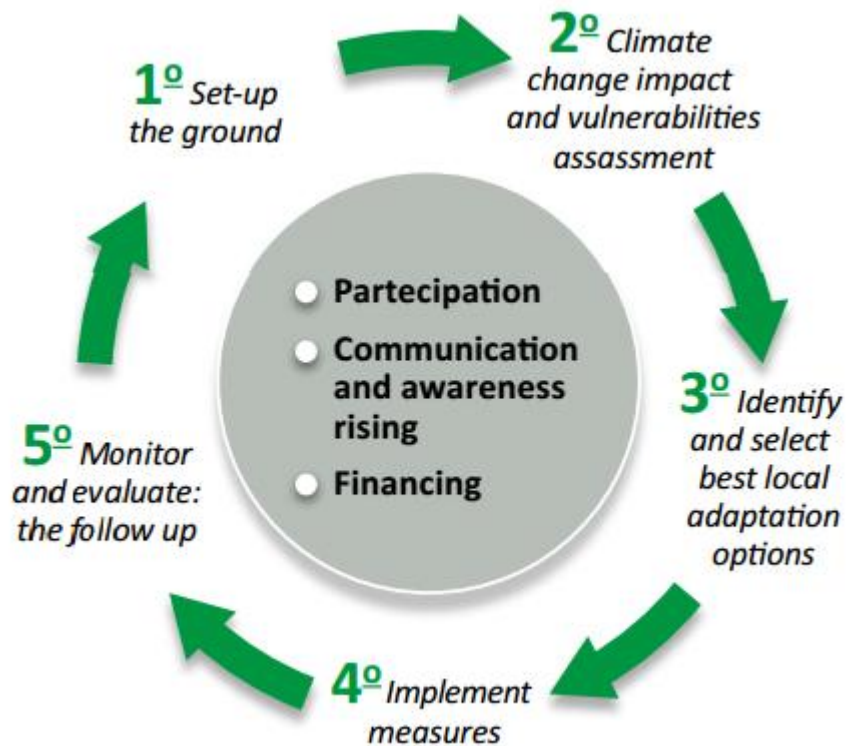 1º Set-up
the ground
2º Climate
change impact
and vulnerabilities
assassment
3º Identify
and select
best local
adaptation
options
4º Implement
measures
5º Monitor
and evaluate:
the follow up
Partecipation
Communication
and awareness
rising
Financing